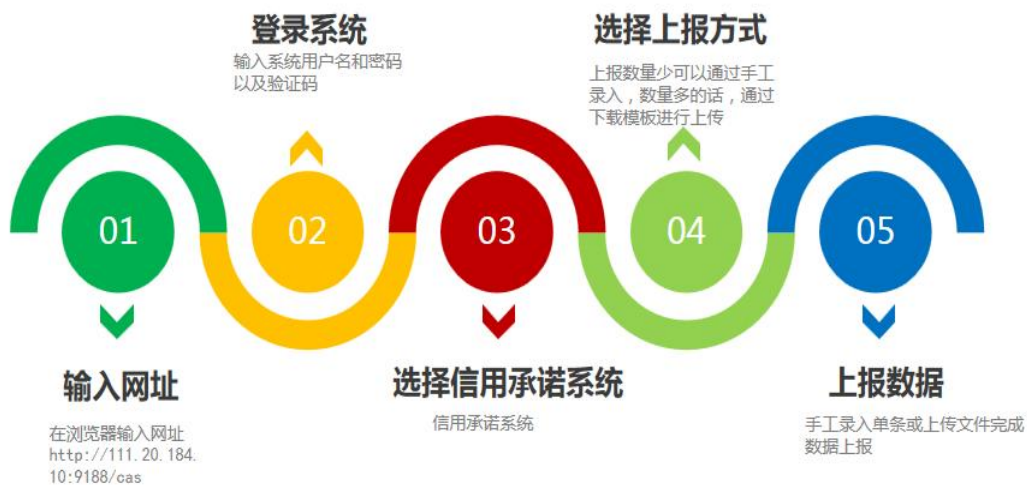 01
输入网址
在浏览器输入网址
http://111.20.184.
10:9188/cas
登录系统
输入系统用户名和密码
以及验证码
02
03
选择信用承诺系统
信用承诺系统
选择上报方式
上报数量少可以通过手工
录入，数量多的话，通过
下载模板进行上传
04
05
上报数据
手工录入单条或上传文件完成
数据上报